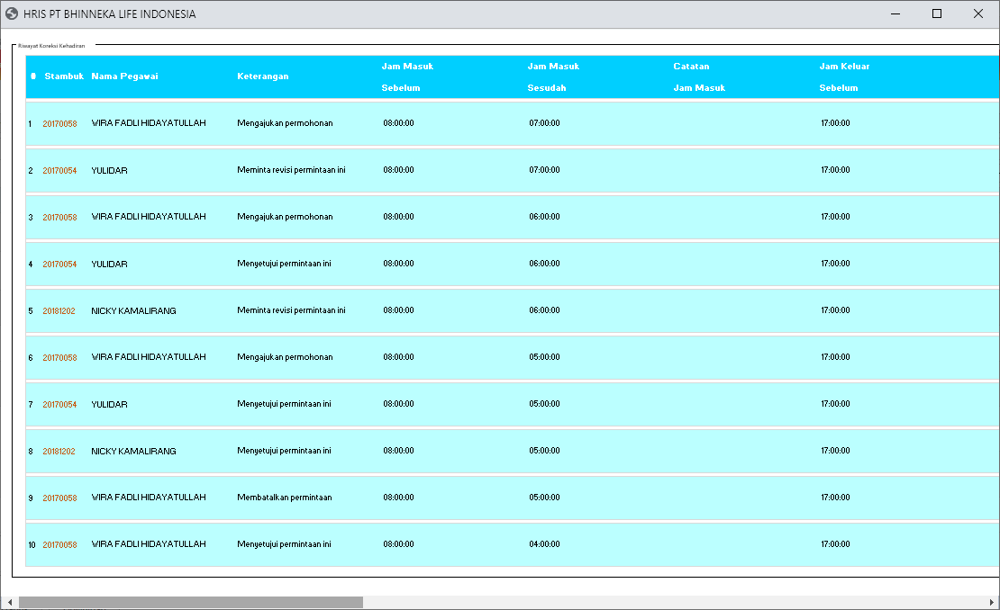 HRIS PT BHINNEKA LIFE INDONESIA
Riwayat Koreksi Kehadiran
# Stambuk Nama Pegawai Keterangan Jam Masuk Sebelum Jam Masuk Sesudah Catatan Jam Masuk Jam Keluar Sebelum
1 20170058 WIRA FADLI HIDAYATULLAH Mengajukan permohonan 08:00:00 07:00:00 17:00:00
2 20170054 YULIDAR Meminta revisi permintaan ini 08:00:00 07:00:00 17:00:00
3 20170058 WIRA FADLI HIDAYATULLAH Mengajukan permohonan 08:00:00 06:00:00 17:00:00
4 20170054 YULIDAR Menyetujui permintaan ini 08:00:00 06:00:00 17:00:00
5 20181202 NICKY KAMALIRANG Meminta revisi permintaan ini 08:00:00 06:00:00 17:00:00
6 20170058 WIRA FADLI HIDAYATULLAH Mengajukan permohonan 08:00:00 05:00:00 17:00:00
7 20170054 YULIDAR Menyetujui permintaan ini 08:00:00 05:00:00 17:00:00
8 20181202 NICKY KAMALIRANG Menyetujui permintaan ini 08:00:00 05:00:00 17:00:00
9 20170058 WIRA FADLI HIDAYATULLAH Membatalkan permintaan 08:00:00 05:00:00 17:00:00
10 20170058 WIRA FADLI HIDAYATULLAH Menyetujui permintaan ini 08:00:00 04:00:00 17:00:00